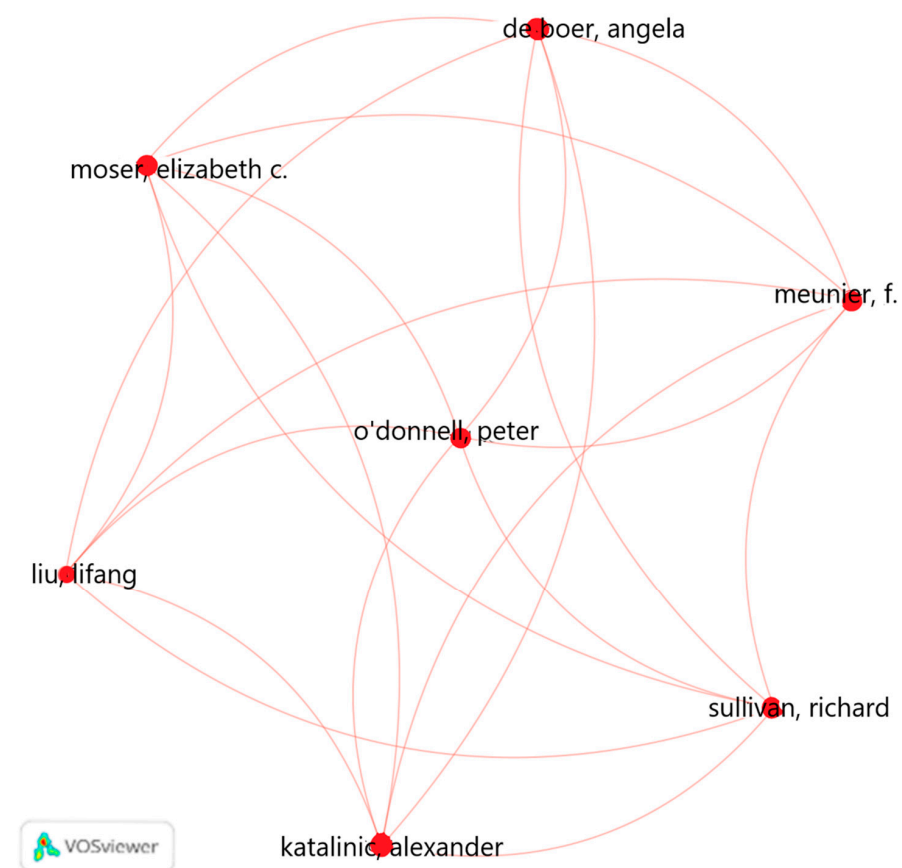 de boer, angela
moser, elizabeth c.
meunier, f.
o'donnell, peter
liu, lifang
sullivan, richard
katalinic, alexander
VOSviewer